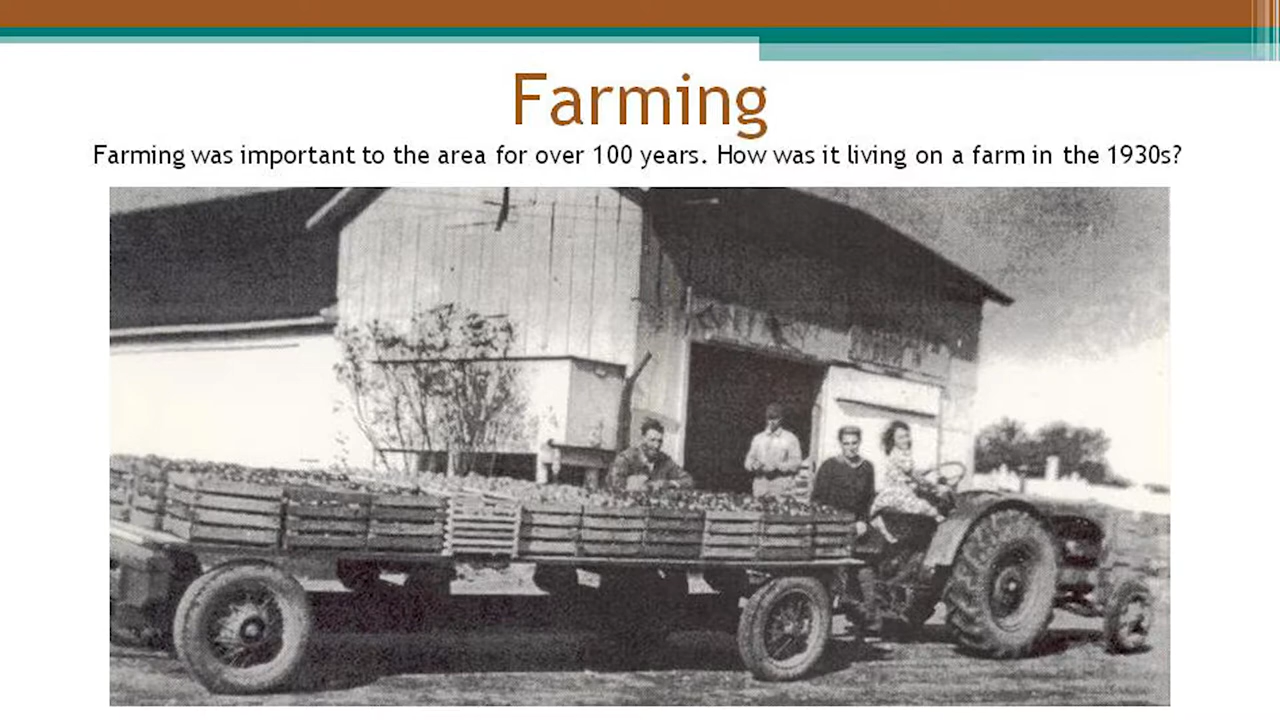 Farming
Farming was important to the area for over 100 years. How was it living on a farm in the 1930s?